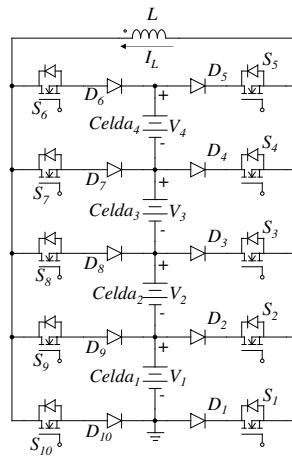 L
I_L
D_6 D_5 S_5
S_6
+
Celda_4 V_4
-
D_7 D_4 S_4
S_7
+
Celda_3 V_3
-
D_8 D_3 S_3
S_8
+
Celda_2 V_2
-
D_9 D_2 S_2
S_9
+
Celda_1 V_1
-
D_10 D_1 S_1
S_10